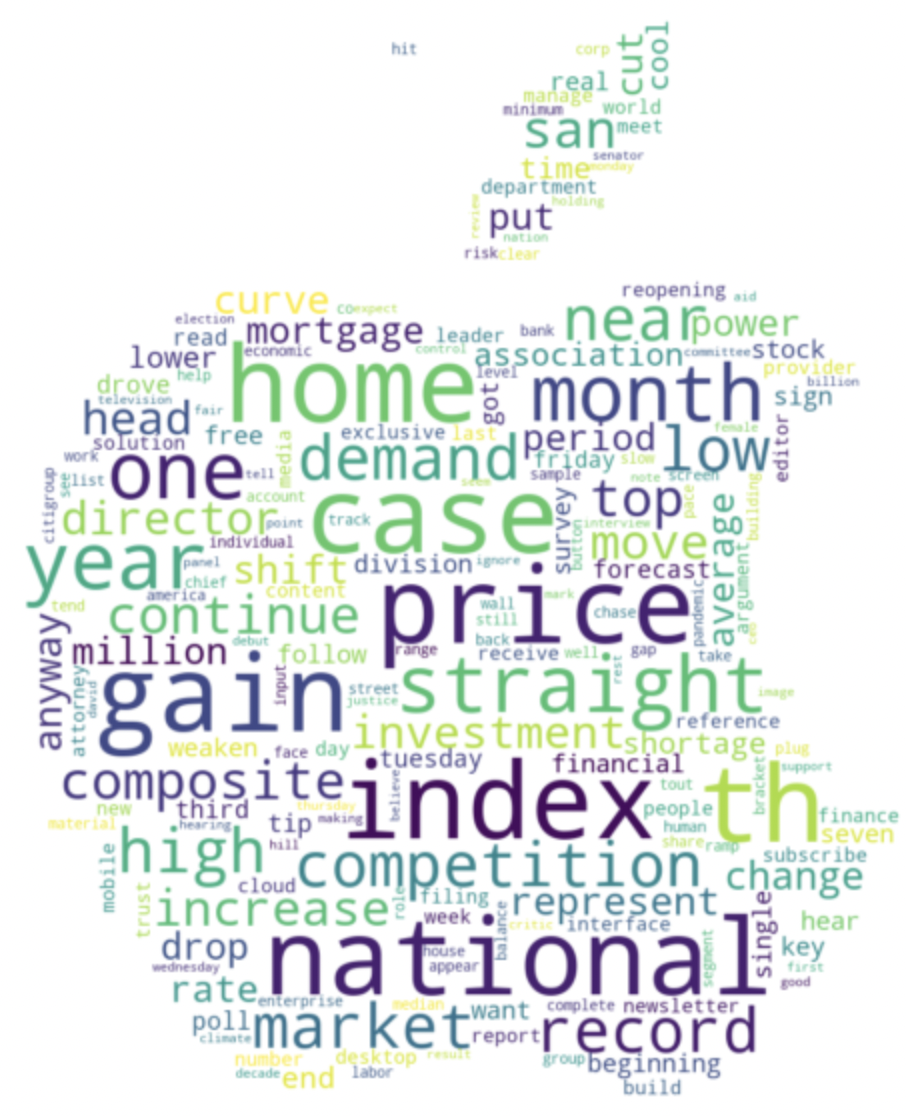 hit
corp
cut
cool
real
manage
minimum
world
san
meet
senator
time
monday
department
review
holding
put
nation
risk
clear
reopening
aid
curve
co
expect
election
read
mortgage
leader
bank
near
power
lower
economic
control
association
committee
stock
drove
help
home
level
provider
television
fair
got
month
billion
sign
head
free
exclusive
last
period
female
editor
solution
media
demand
friday
slow
low
work
one
tell
sample
note
screen
list
see
citigroup
account
case
top
pace
building
director
point
track
survey
interview
button
move
average
argument
individual
year
panel
shift
division
ignore
forecast
seem
chief
america
content
price
wall
mark
chase
pandemic
ceo
tend
continue
still
back
debut
range
receive
well
gap
take
rest
anyway
million
follow
input
attorney
david
gain
street
justice
straight
image
reference
investment
shortage
weaken
face
day
tuesday
financial
plug
support
bracket
composite
third
thursday
believe
index
tout
th
new
material
hearing
tip
making
people
human
finance
seven
high
hill
share
ramp
competition
subscribe
change
mobile
trust
cloud
role
filing
represent
increase
week
balance
critic
interface
single
hear
drop
national
house
appear
segment
key
wednesday
first
good
rate
enterprise
median
want
complete
newsletter
poll
climate
market
report
record
number
desktop
result
group
beginning
decade
end
labor
build